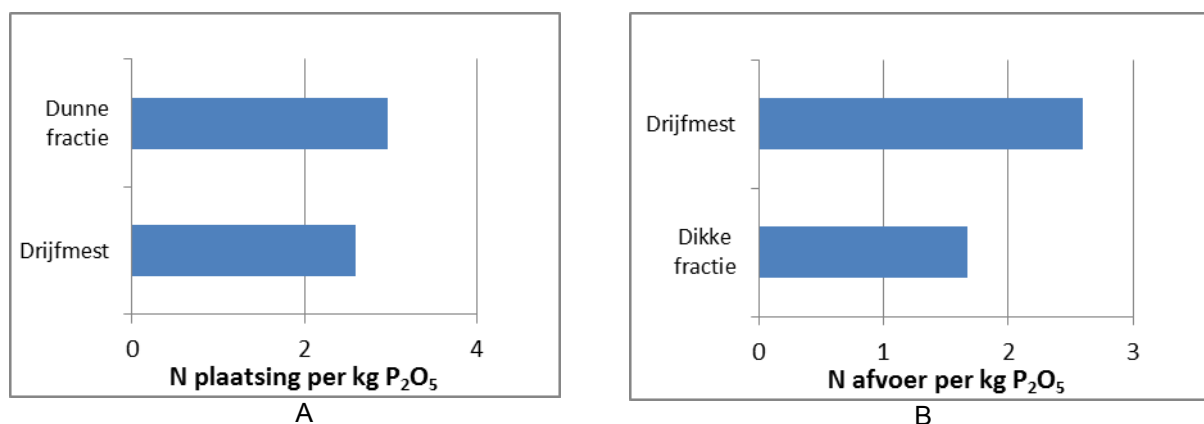 Dunne
fractie
Drijfmest
0 2 4
N plaatsing per kg P₂O₅
A
Drijfmest
Dikke
fractie
0 1 2 3
N afvoer per kg P₂O₅
B